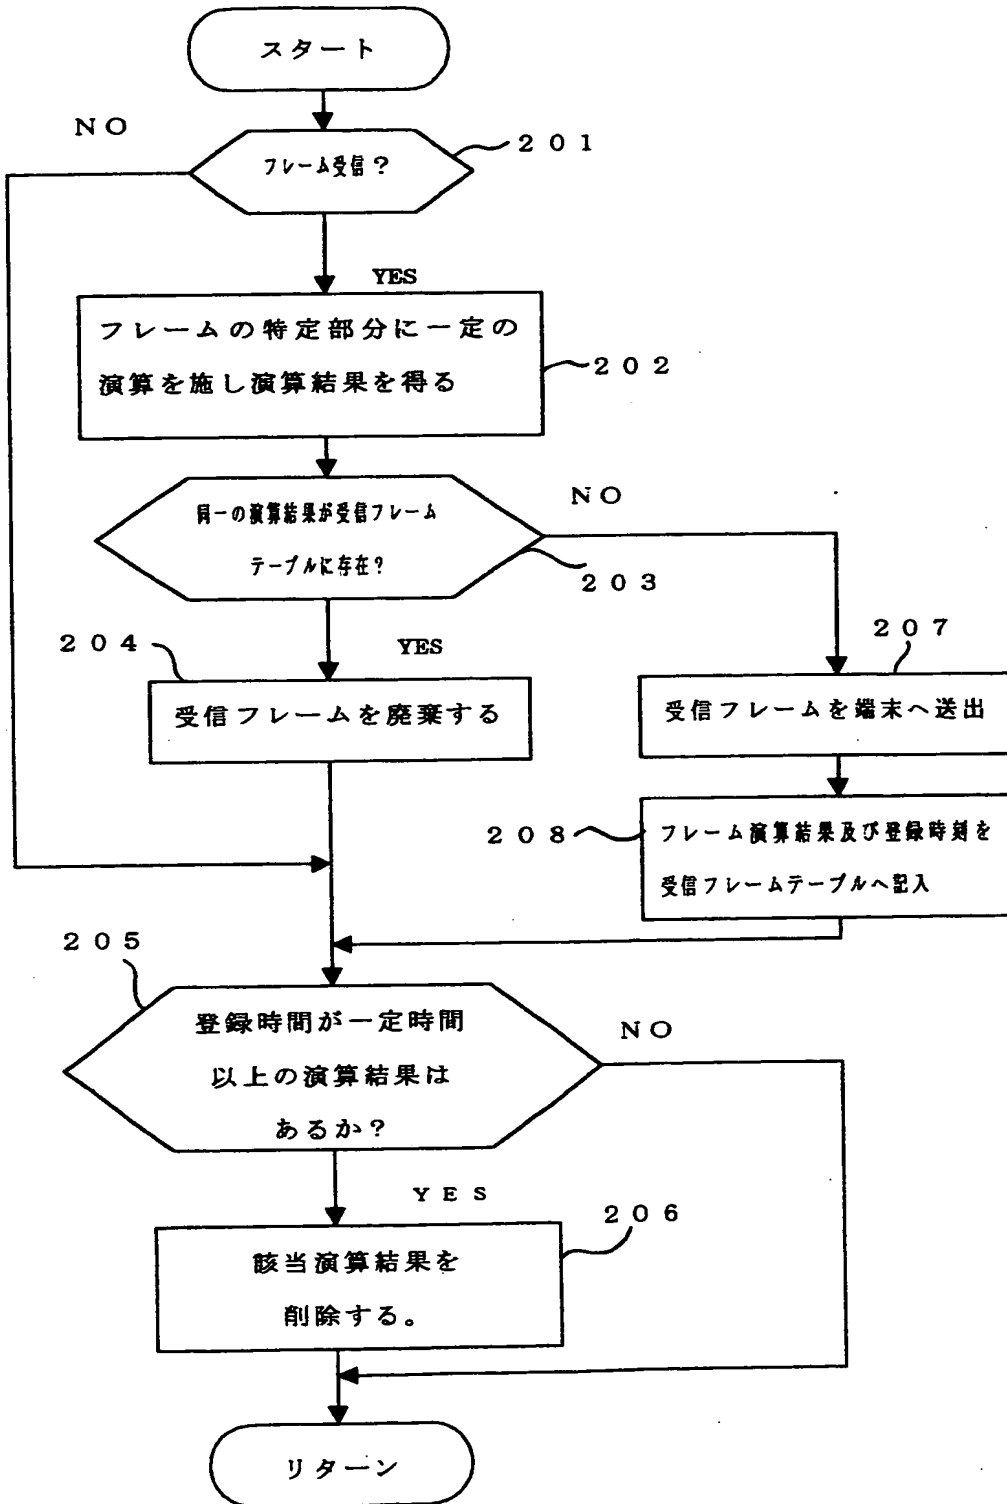 スタート
NO
201
フレーム受信?
YES
フレームの特定部分に一定の
演算を施し演算結果を得る
202
同一の演算結果が受信フレーム
テーブルに存在?
NO
203
204
YES
207
受信フレームを廃棄する
受信フレームを端末へ送出
208
フレーム演算結果及び登録時刻を
受信フレームテーブルへ記入
205
登録時間が一定時間
以上の演算結果は
あるか?
NO
YES
206
該当演算結果を
削除する。
リターン